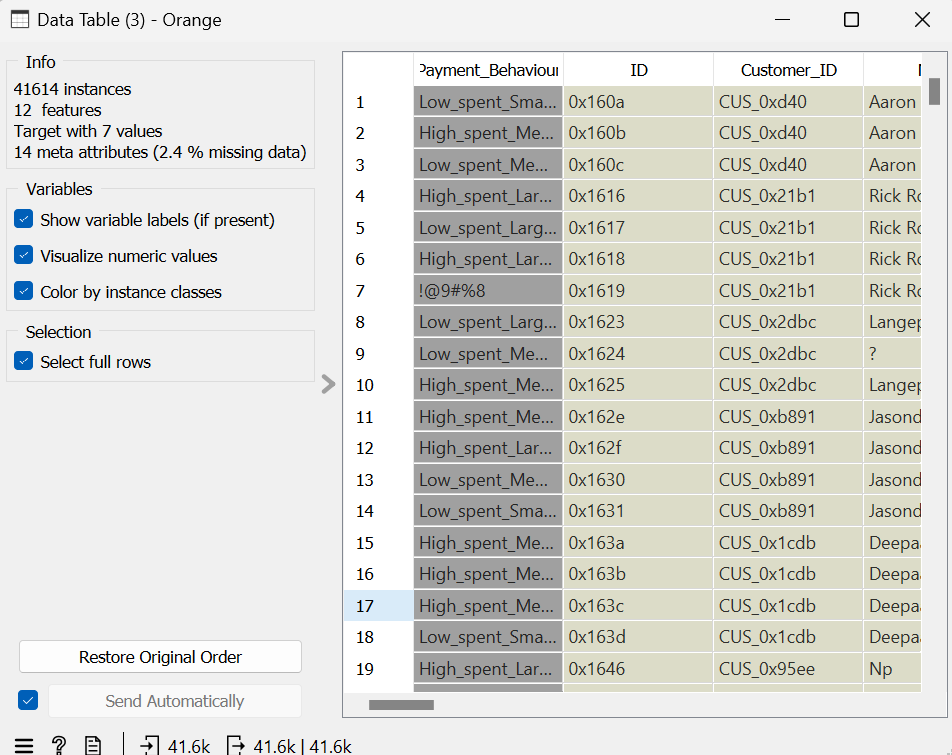 Data Table (3) - Orange
Info
41614 instances
12 features
Target with 7 values
14 meta attributes (2.4 % missing data)
Variables
Show variable labels (if present)
Visualize numeric values
Color by instance classes
Selection
Select full rows
Restore Original Order
Send Automatically
41.6k 41.6k | 41.6k
Payment_Behaviour ID Customer_ID
1 Low_spent_Sma... 0x160a CUS_0xd40 Aaron
2 High_spent_Me... 0x160b CUS_0xd40 Aaron
3 Low_spent_Me... 0x160c CUS_0xd40 Aaron
4 High_spent_Lar... 0x1616 CUS_0x21b1 Rick Ro
5 Low_spent_Larg... 0x1617 CUS_0x21b1 Rick Ro
6 High_spent_Lar... 0x1618 CUS_0x21b1 Rick Ro
7 !@9#%8 0x1619 CUS_0x21b1 Rick Ro
8 Low_spent_Larg... 0x1623 CUS_0x2dbc Langep
9 Low_spent_Me... 0x1624 CUS_0x2dbc ?
10 High_spent_Me... 0x1625 CUS_0x2dbc Langep
11 High_spent_Me... 0x162e CUS_0xb891 Jasond
12 High_spent_Lar... 0x162f CUS_0xb891 Jasond
13 Low_spent_Me... 0x1630 CUS_0xb891 Jasond
14 Low_spent_Sma... 0x1631 CUS_0xb891 Jasond
15 High_spent_Me... 0x163a CUS_0x1cdb Deepa
16 High_spent_Me... 0x163b CUS_0x1cdb Deepa
17 High_spent_Me... 0x163c CUS_0x1cdb Deepa
18 Low_spent_Sma... 0x163d CUS_0x1cdb Deepa
19 High_spent_Lar... 0x1646 CUS_0x95ee Np